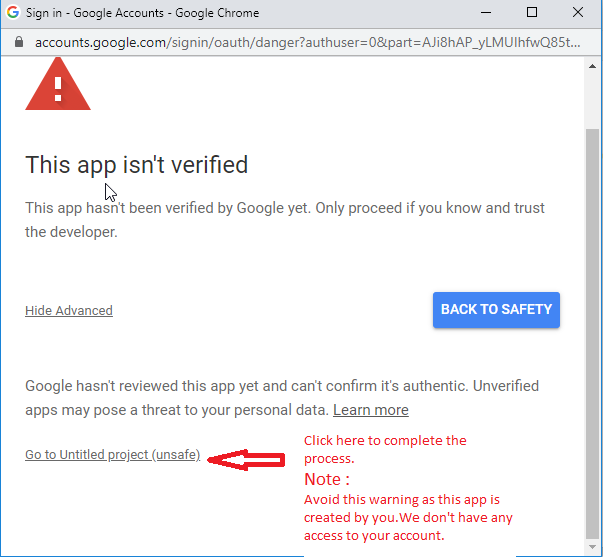 Sign in - Google Accounts - Google Chrome
accounts.google.com/signin/oauth/danger?authuser=0&part=AJi8hAP_yLMUIhfwQ85t...
This app isn't verified
This app hasn't been verified by Google yet. Only proceed if you know and trust
the developer.
Hide Advanced
BACK TO SAFETY
Google hasn't reviewed this app yet and can't confirm it's authentic. Unverified
apps may pose a threat to your personal data. Learn more
Go to Untitled project (unsafe)
Click here to complete the
process.
Note :
Avoid this warning as this app is
created by you.We don't have any
access to your account.